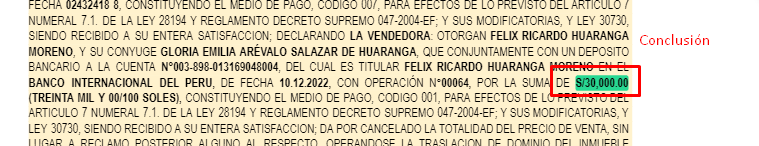 FECHA 02432418 8, CONSTITUYENDO EL MEDIO DE PAGO, CODIGO 007, PARA EFECTOS DE LO PREVISTO DEL ARTICULO 7
NUMERAL 7.1. DE LA LEY 28194 Y REGLAMENTO DECRETO SUPREMO 047-2004-EF; Y SUS MODIFICATORIAS, Y LEY 30730,
SIENDO RECIBIDO A SU ENTERA SATISFACCION; DECLARANDO LA VENDEDORA: OTORGAN FELIX RICARDO HUARANGA
MORENO, Y SU CONYUGE GLORIA EMILIA ARÉVALO SALAZAR DE HUARANGA, QUE CONJUNTAMENTE CON UN DEPOSITO
BANCARIO A LA CUENTA N°003-898-013169048004, DEL CUAL ES TITULAR FELIX RICARDO HUARANGA MORENO EN EL
BANCO INTERNACIONAL DEL PERU, DE FECHA 10.12.2022, CON OPERACIÓN N°00064, POR LA SUMA DE S/30,000.00
(TREINTA MIL Y 00/100 SOLES), CONSTITUYENDO EL MEDIO DE PAGO, CODIGO 001, PARA EFECTOS DE LO PREVISTO DEL
ARTICULO 7 NUMERAL 7.1. DE LA LEY 28194 Y REGLAMENTO DECRETO SUPREMO 047-2004-EF; Y SUS MODIFICATORIAS, Y
LEY 30730, SIENDO RECIBIDO A SU ENTERA SATISFACCION; DA POR CANCELADO LA TOTALIDAD DEL PRECIO DE VENTA, SIN
LUGAR A RECLAMO POSTERIOR ALGUNO AL RESPECTO, OPERANDOSE LA TRASLACION DE DOMINIO DEL INMUEBLE
Conclusión